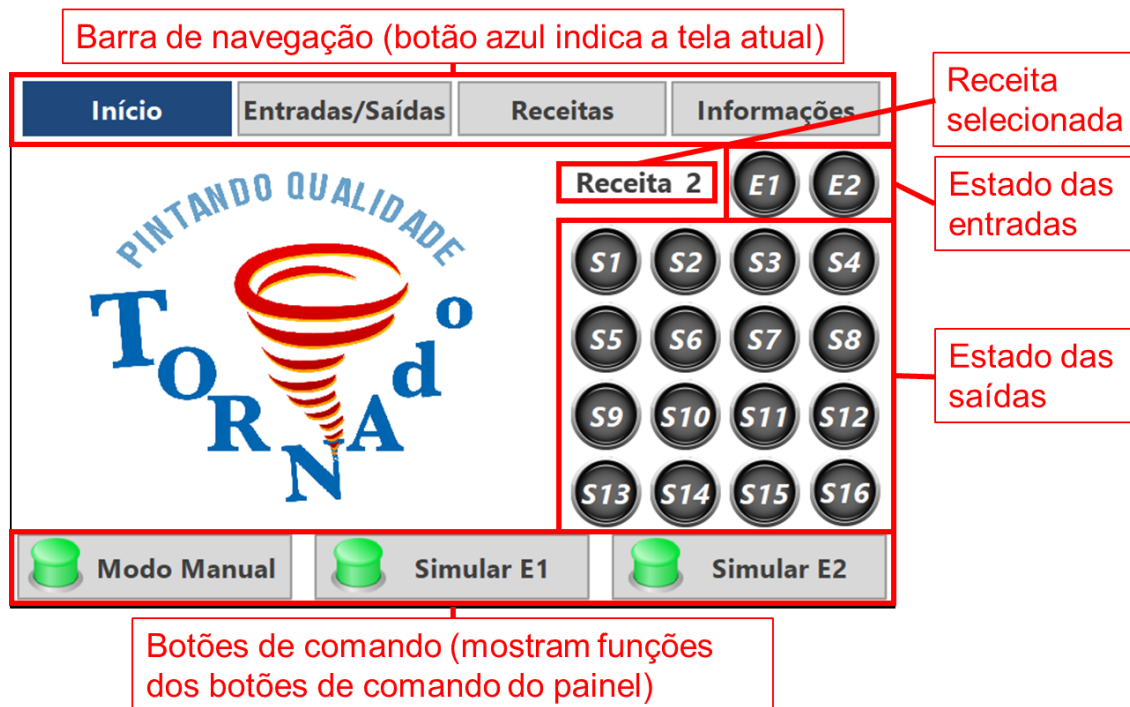 Barra de navegação (botão azul indica a tela atual)
Início
Entradas/Saídas
Receitas
Informações
Receita
selecionada
PINTANDO QUALIDADE
TORNAdo
Receita 2
E1 E2
Estado das
entradas
S1 S2 S3 S4
S5 S6 S7 S8
S9 S10 S11 S12
S13 S14 S15 S16
Estado das
saídas
Modo Manual
Simular E1
Simular E2
Botões de comando (mostram funções
dos botões de comando do painel)